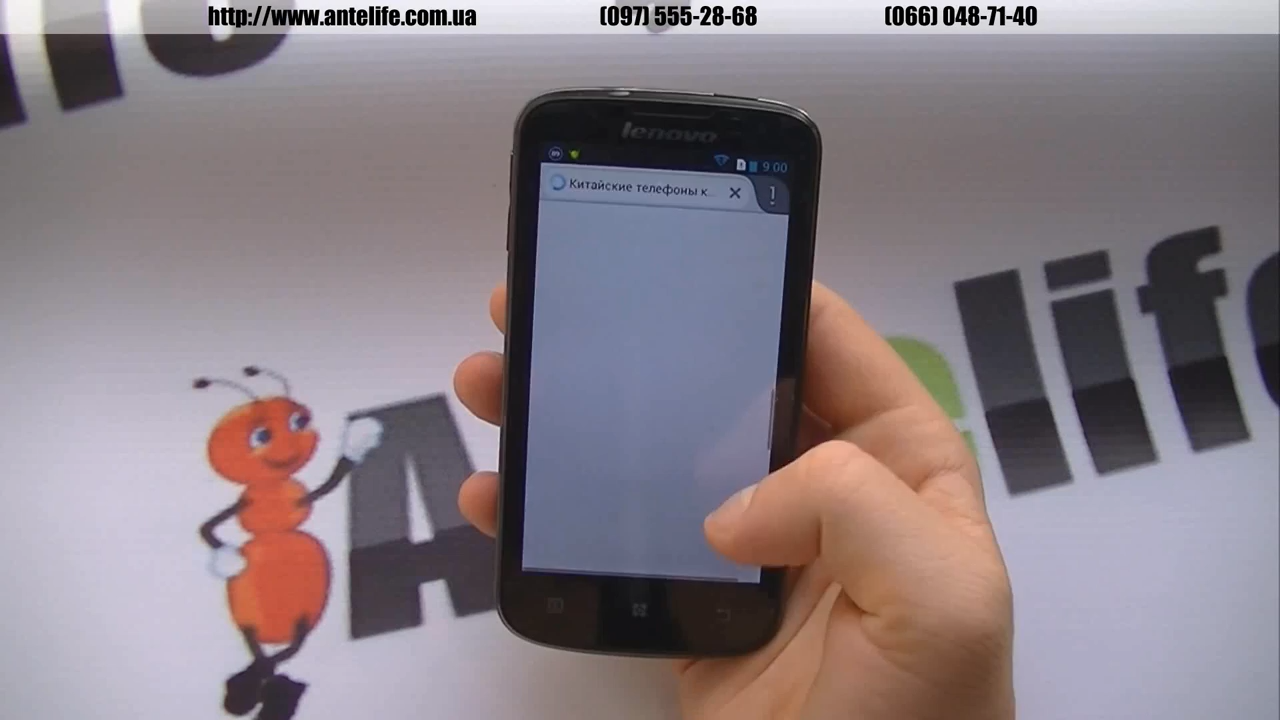 http://www.antelife.com.ua (097) 555-28-68 (066) 048-71-40
life
lenovo
9:00
Китайские телефоны к...
Antelife